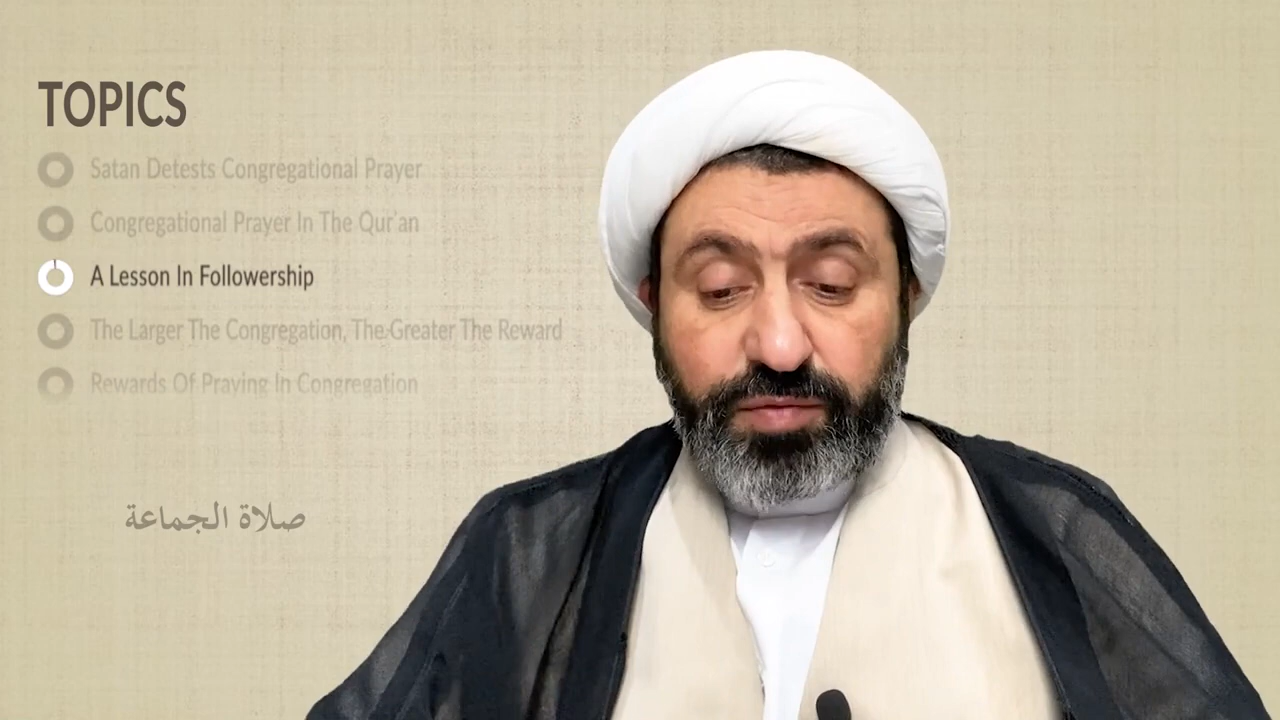 TOPICS
Satan Detests Congregational Prayer
Congregational Prayer In The Qur'an
A Lesson In Followership
The Larger The Congregation, The Greater The Reward
Rewards Of Praying In Congregation
صلاة الجماعة